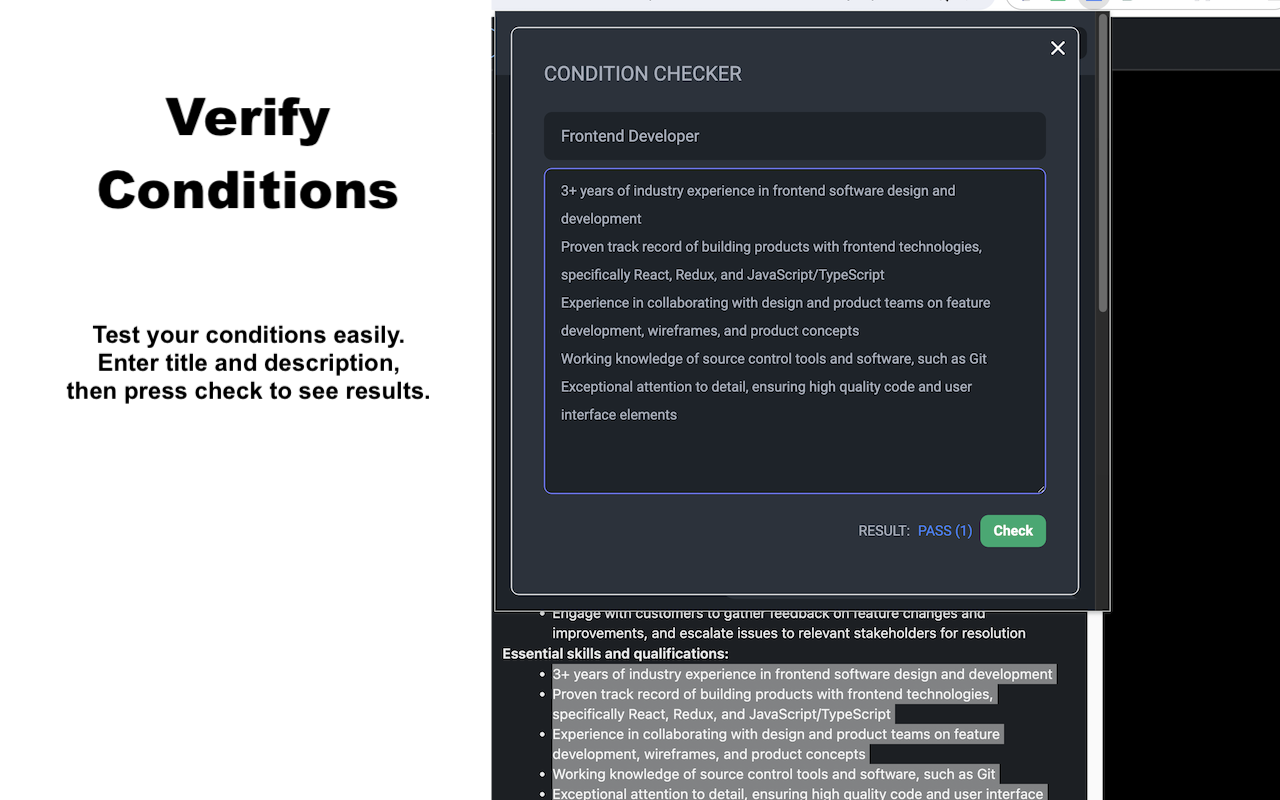 Verify
Conditions
Test your conditions easily.
Enter title and description,
then press check to see results.
CONDITION CHECKER
Frontend Developer
3+ years of industry experience in frontend software design and
development
Proven track record of building products with frontend technologies,
specifically React, Redux, and JavaScript/TypeScript
Experience in collaborating with design and product teams on feature
development, wireframes, and product concepts
Working knowledge of source control tools and software, such as Git
Exceptional attention to detail, ensuring high quality code and user
interface elements
RESULT: PASS (1) Check
• Engage with customers to gather feedback on feature changes and
improvements, and escalate issues to relevant stakeholders for resolution
Essential skills and qualifications:
• 3+ years of industry experience in frontend software design and development
• Proven track record of building products with frontend technologies,
specifically React, Redux, and JavaScript/TypeScript
• Experience in collaborating with design and product teams on feature
development, wireframes, and product concepts
• Working knowledge of source control tools and software, such as Git
• Exceptional attention to detail, ensuring high quality code and user interface